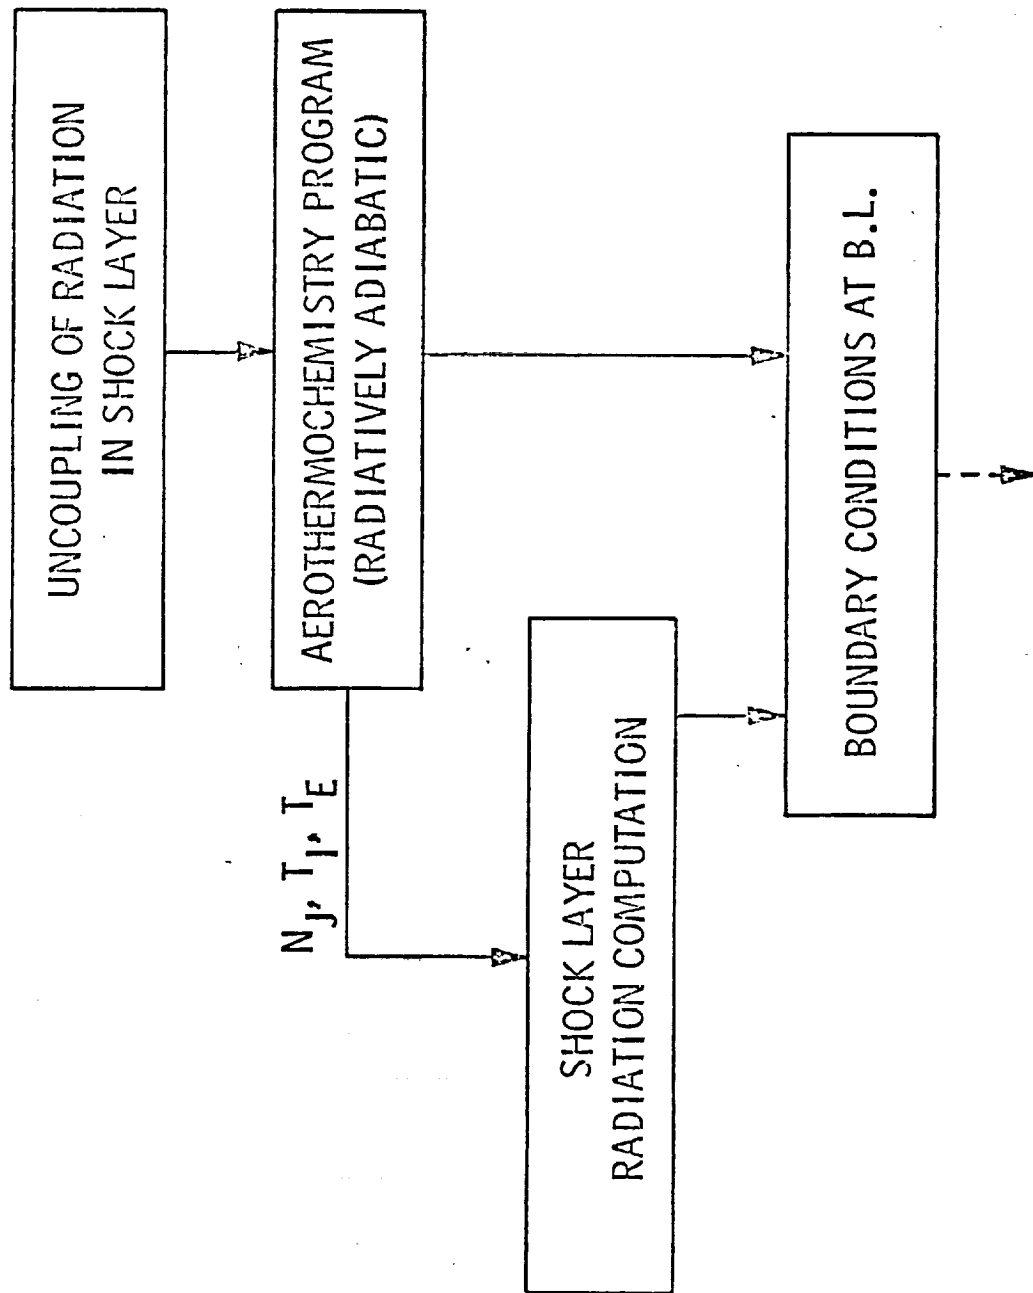 UNCOUPLING OF RADIATION
IN SHOCK LAYER
AEROTHERMOCHEMISTRY PROGRAM
(RADIATIVELY ADIABATIC)
N_J, T_I, T_E
SHOCK LAYER
RADIATION COMPUTATION
BOUNDARY CONDITIONS AT B.L.